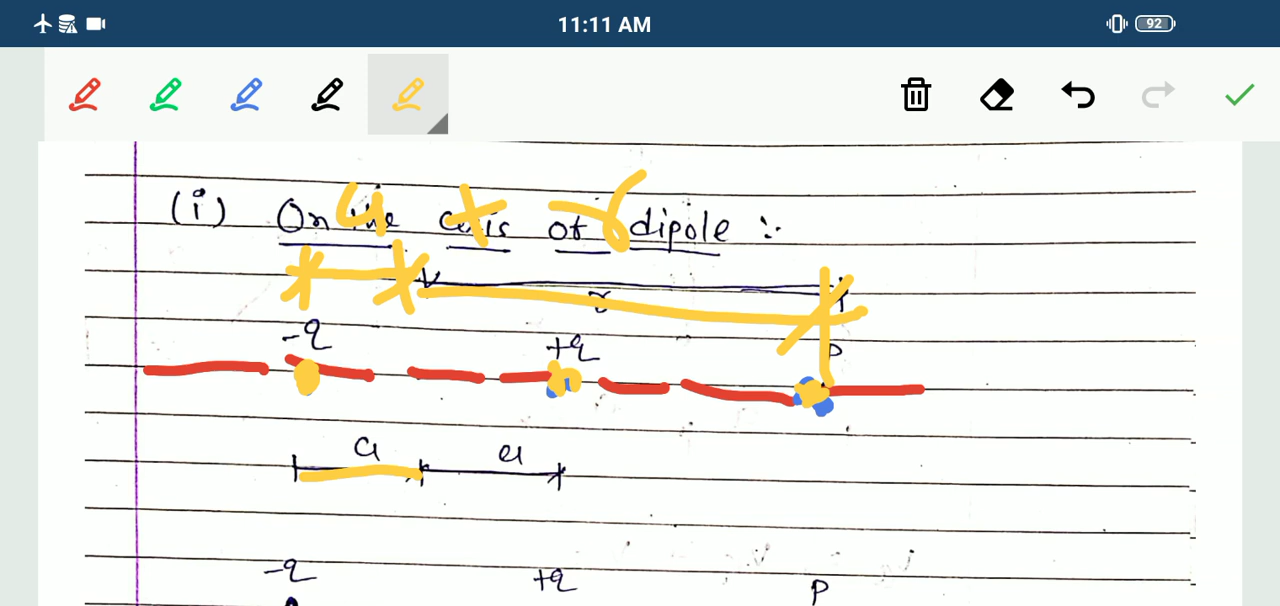 11:11 AM
92
(i) On the axis of dipole :-
a + r
r
-q +q P
a a
-q +q P